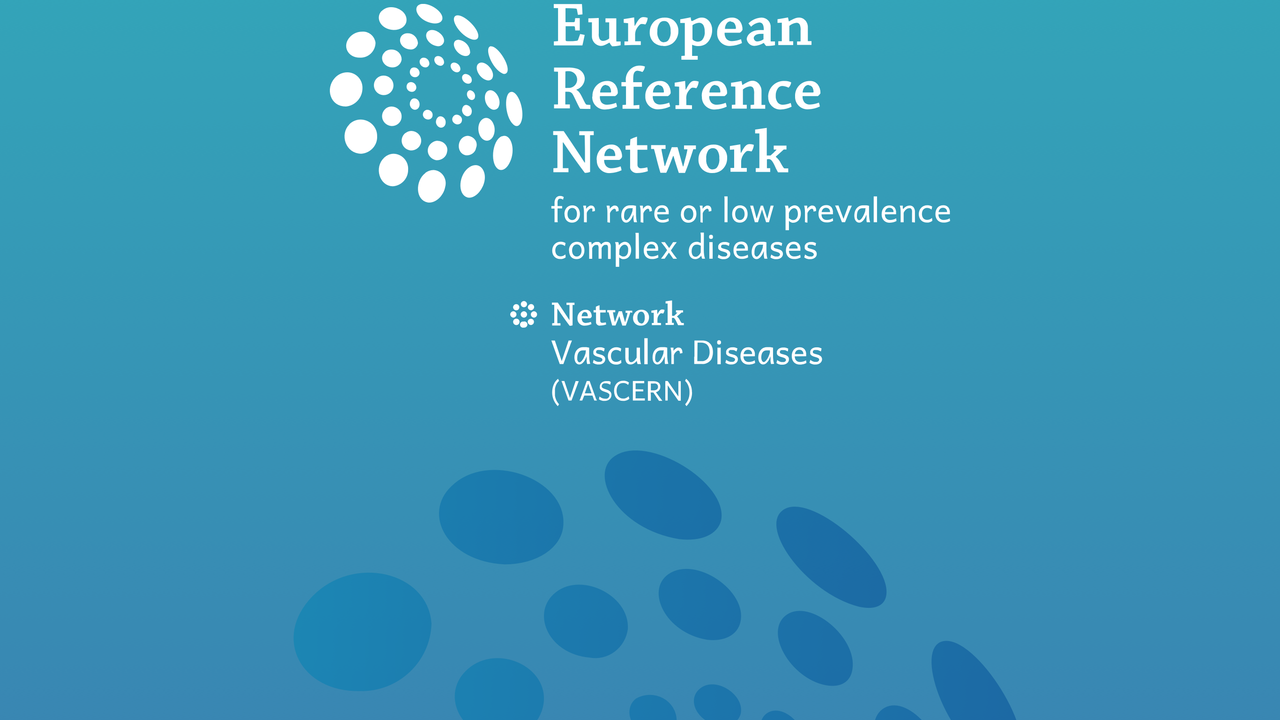 European
Reference
Network
for rare or low prevalence
complex diseases
Network
Vascular Diseases
(VASCERN)